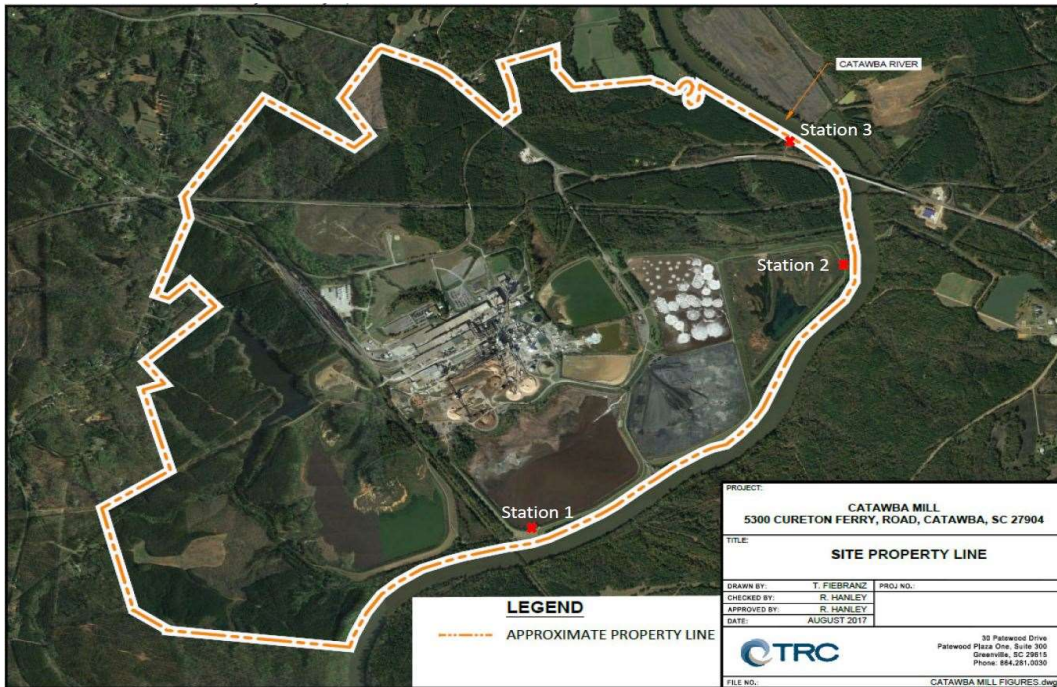 CATAWBA RIVER
Station 3
Station 2
Station 1
LEGEND
APPROXIMATE PROPERTY LINE
PROJECT:
CATAWBA MILL
5300 CURETON FERRY, ROAD, CATAWBA, SC 27904
TITLE:
SITE PROPERTY LINE
DRAWN BY: T. FIEBRANZ PROJ NO.:
CHECKED BY: R. HANLEY
APPROVED BY: R. HANLEY
DATE: AUGUST 2017
TRC
30 Patewood Drive
Patewood Plaza One, Suite 300
Greenville, SC 29615
Phone: 864.281.0030
FILE NO.: CATAWBA MILL FIGURES.dwg